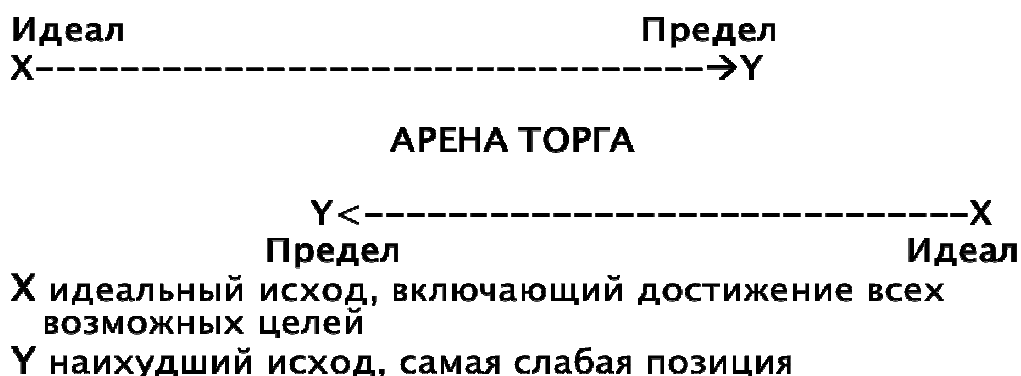 Идеал Предел
X--------------------------------→Y
АРЕНА ТОРГА
Y<-----------------------------X
Предел Идеал
X идеальный исход, включающий достижение всех
возможных целей
Y наихудший исход, самая слабая позиция